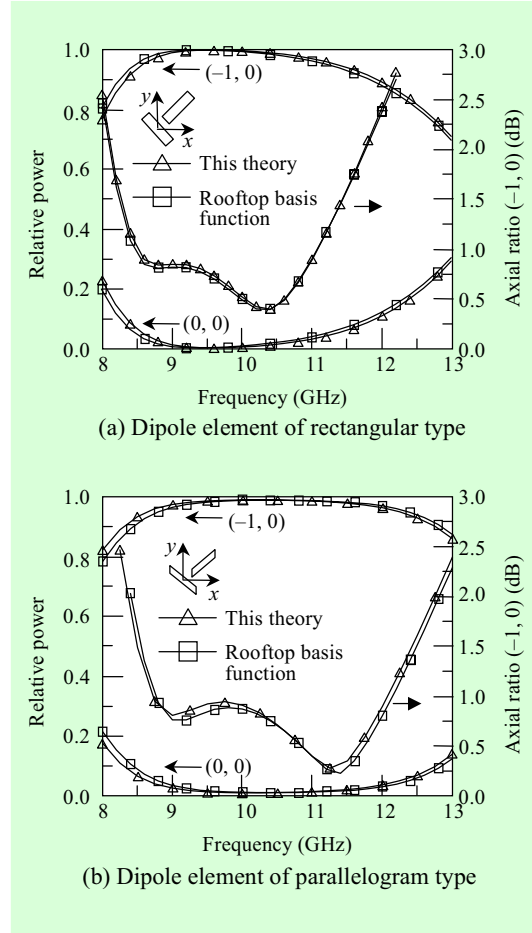 1.0
0.8
0.6
0.4
0.2
0.0
Relative power
3.0
2.5
2.0
1.5
1.0
0.5
0.0
Axial ratio (–1, 0) (dB)
(–1, 0)
y
x
This theory
Rooftop basis
function
(0, 0)
8 9 10 11 12 13
Frequency (GHz)
(a) Dipole element of rectangular type
1.0
0.8
0.6
0.4
0.2
0.0
Relative power
3.0
2.5
2.0
1.5
1.0
0.5
0.0
Axial ratio (–1, 0) (dB)
(–1, 0)
y
x
This theory
Rooftop basis
function
(0, 0)
8 9 10 11 12 13
Frequency (GHz)
(b) Dipole element of parallelogram type